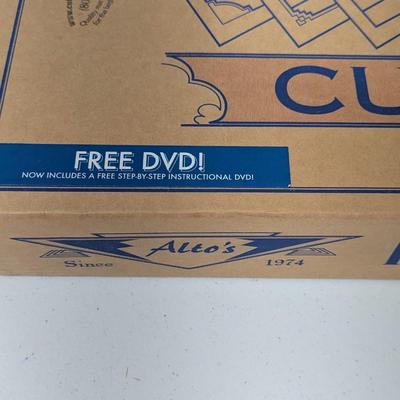 CU
FREE DVD!
NOW INCLUDES A FREE STEP-BY-STEP INSTRUCTIONAL DVD!
Alto's
Since 1974